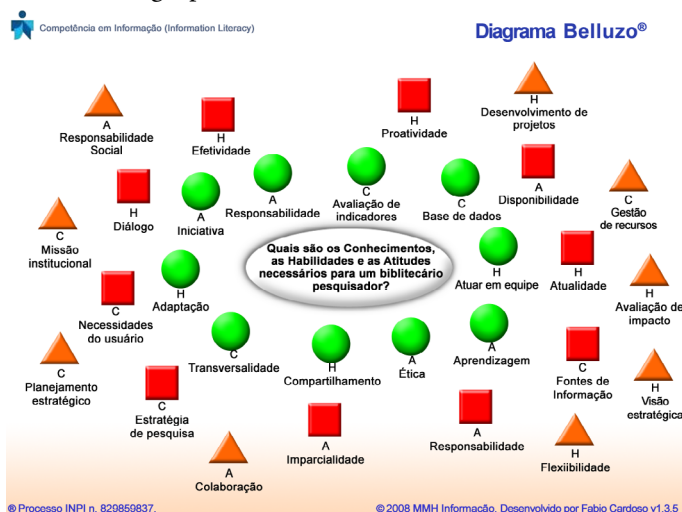 Competência em Informação (Information Literacy)
Diagrama Belluzo®
A
Responsabilidade
Social
H
Efetividade
H
Proatividade
H
Desenvolvimento de
projetos
H
Diálogo
A
Iniciativa
A
Responsabilidade
C
Avaliação de
indicadores
C
Base de dados
A
Disponibilidade
C
Gestão
de recursos
C
Missão
institucional
Quais são os Conhecimentos,
as Habilidades e as Atitudes
necessários para um biblitecário
pesquisador?
H
Adaptação
H
Atuar em equipe
H
Atualidade
H
Avaliação de
impacto
C
Necessidades
do usuário
C
Transversalidade
H
Compartilhamento
A
Ética
A
Aprendizagem
C
Fontes de
Informação
H
Visão
estratégica
C
Planejamento
estratégico
C
Estratégia
de pesquisa
A
Imparcialidade
A
Responsabilidade
H
Flexiibilidade
A
Colaboração
® Processo INPI n. 829859837.
© 2008 MMH Informação. Desenvolvido por Fabio Cardoso v1.3.5